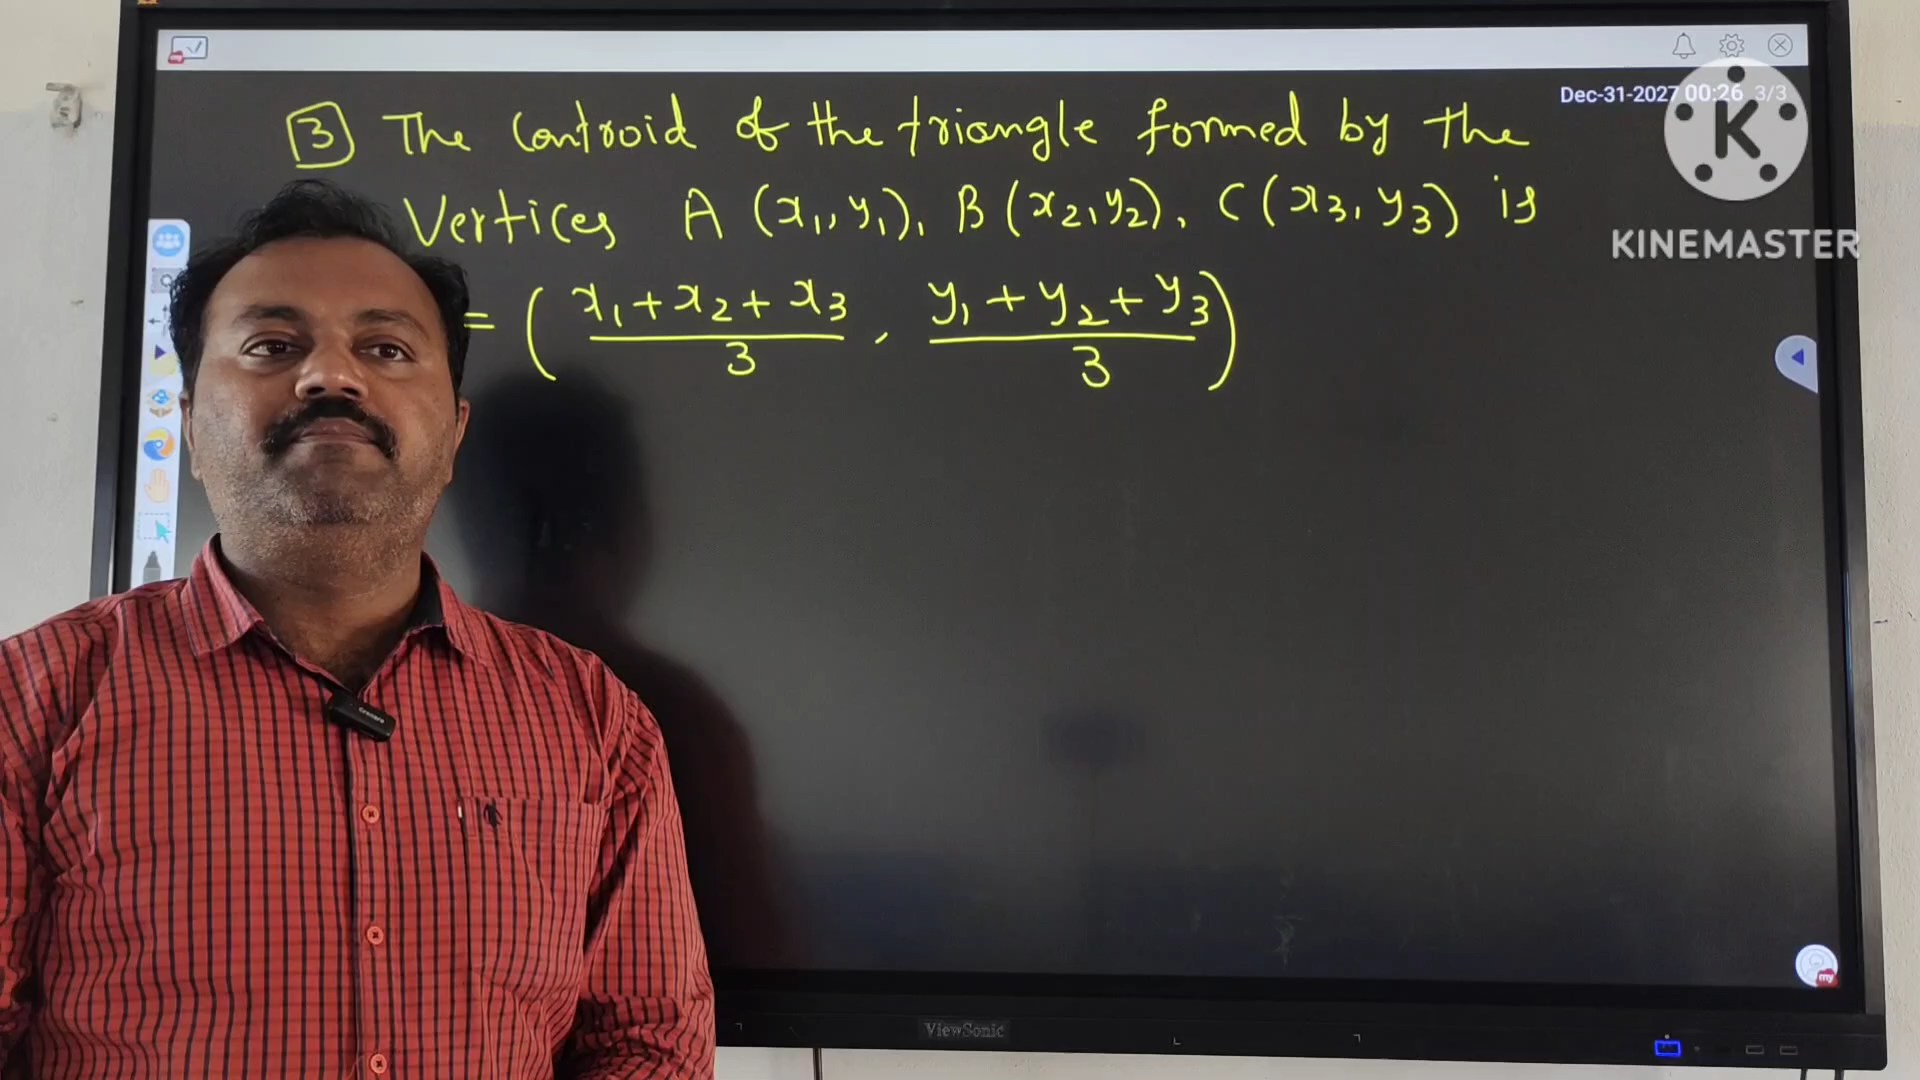 Dec-31-2027 00:26 3/3
3 The Centroid of the triangle formed by the
Vertices A (x₁, y₁), B (x₂, y₂), C (x₃, y₃) is
= ( x₁ + x₂ + x₃ / 3 , y₁ + y₂ + y₃ / 3 )
K
KINEMASTER
my
ViewSonic